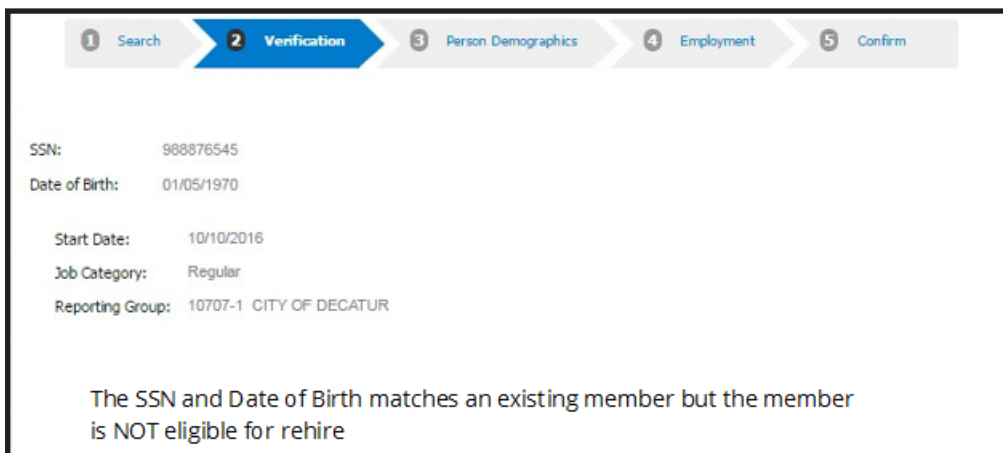 1 Search 2 Verification 3 Person Demographics 4 Employment 5 Confirm
SSN: 988876545
Date of Birth: 01/05/1970
Start Date: 10/10/2016
Job Category: Regular
Reporting Group: 10707-1 CITY OF DECATUR
The SSN and Date of Birth matches an existing member but the member
is NOT eligible for rehire